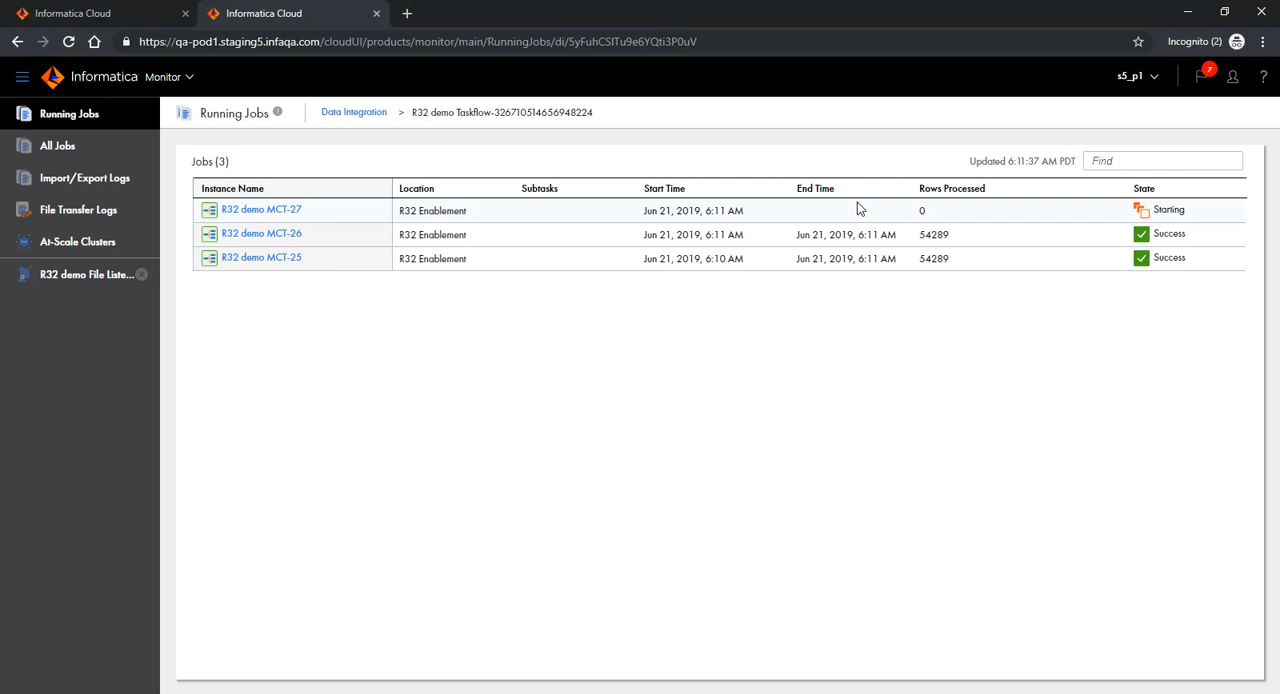 Informatica Cloud
Informatica Cloud
https://qa-pod1.staging5.infaqa.com/cloudUI/products/monitor/main/RunningJobs/di/5yFuhCSITu9e6YQti3P0uV
Incognito (2)
Informatica Monitor
s5_p1
7
?
Running Jobs
All Jobs
Import/Export Logs
File Transfer Logs
At-Scale Clusters
R32 demo File Liste...
Running Jobs
Data Integration > R32 demo Taskflow-326710514656948224
Jobs (3)
Updated 6:11:37 AM PDT
Find
Instance Name Location Subtasks Start Time End Time Rows Processed State
R32 demo MCT-27 R32 Enablement Jun 21, 2019, 6:11 AM 0 Starting
R32 demo MCT-26 R32 Enablement Jun 21, 2019, 6:11 AM Jun 21, 2019, 6:11 AM 54289 Success
R32 demo MCT-25 R32 Enablement Jun 21, 2019, 6:10 AM Jun 21, 2019, 6:11 AM 54289 Success